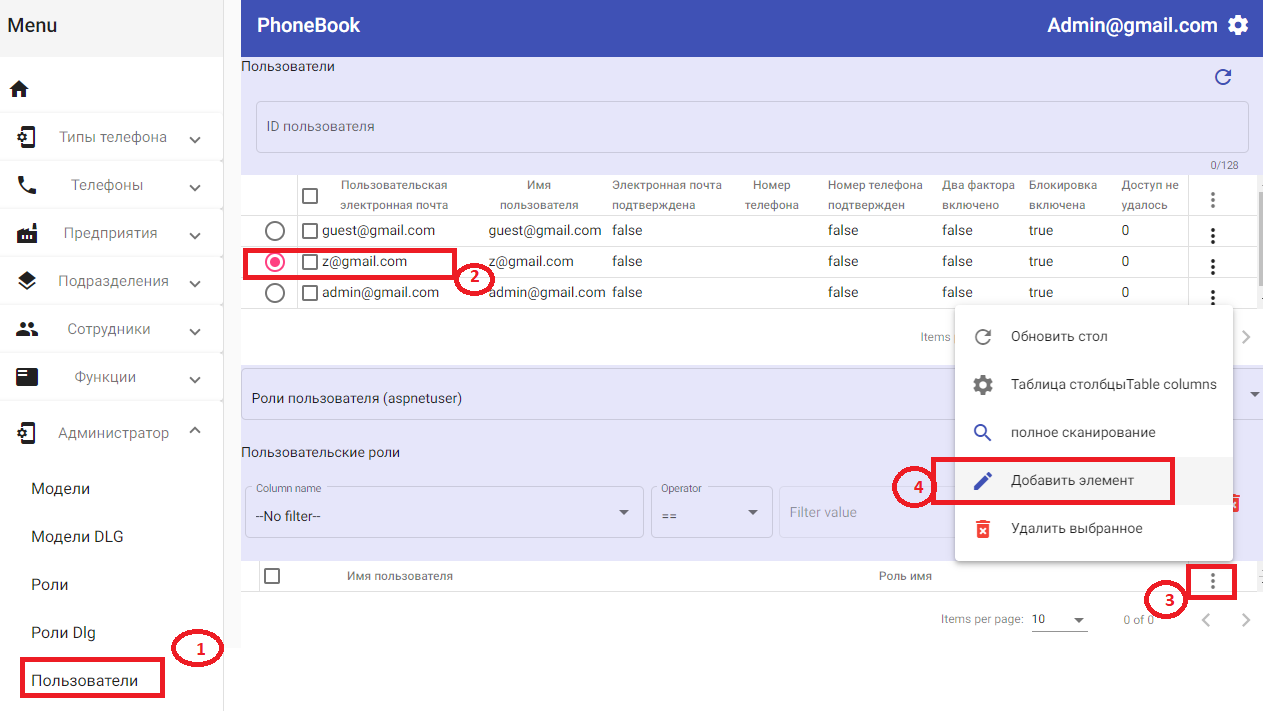 Menu
PhoneBook
Admin@gmail.com
Пользователи
ID пользователя
0/128
Типы телефона
Телефоны
Предприятия
Подразделения
Сотрудники
Функции
Администратор
Модели
Модели DLG
Роли
Роли Dlg
Пользователи
1
Пользовательская электронная почта
Имя пользователя
Электронная почта подтверждена
Номер телефона
Номер телефона подтвержден
Два фактора включено
Блокировка включена
Доступ не удалось
guest@gmail.com guest@gmail.com false false false true 0
z@gmail.com z@gmail.com false false false true 0
2
admin@gmail.com admin@gmail.com false false false true 0
Items
Обновить стол
Таблица столбцыTable columns
полное сканирование
Добавить элемент
4
Удалить выбранное
Роли пользователя (aspnetuser)
Пользовательские роли
Column name
--No filter--
Operator
==
Filter value
Имя пользователя
Роль имя
3
Items per page: 10
0 of 0